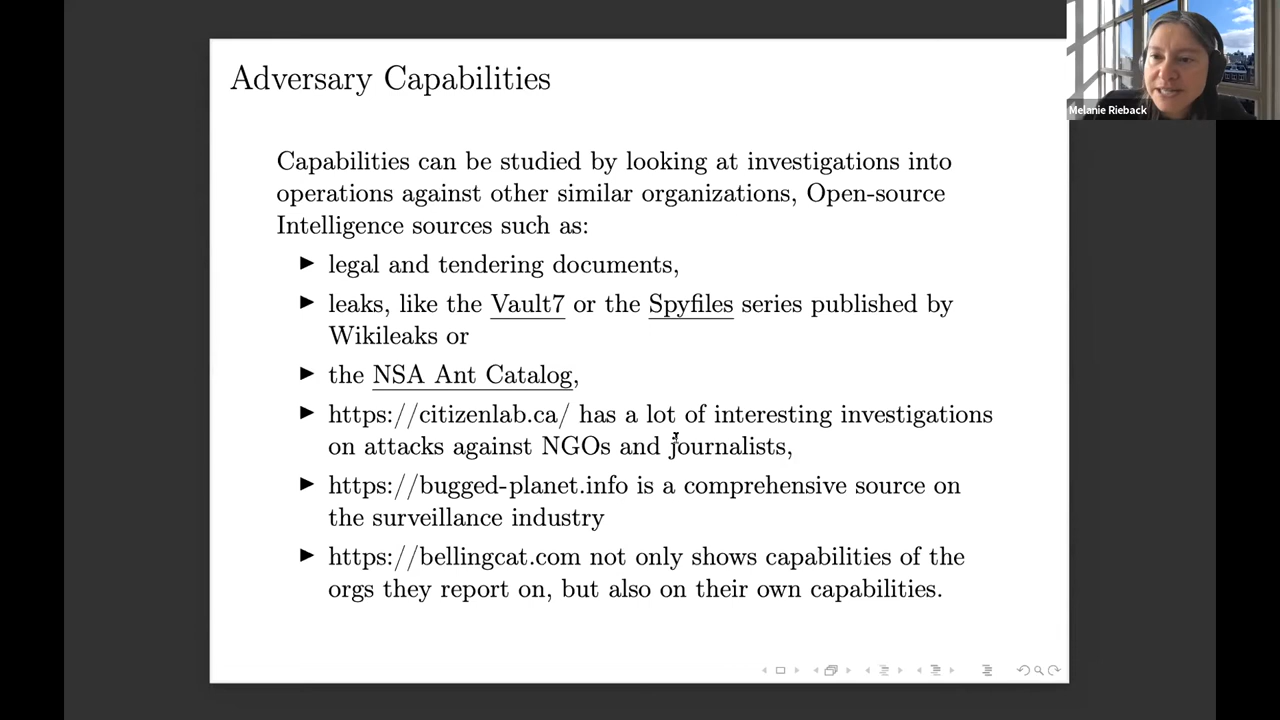 Adversary Capabilities
Melanie Rieback
Capabilities can be studied by looking at investigations into
operations against other similar organizations, Open-source
Intelligence sources such as:
legal and tendering documents,
leaks, like the Vault7 or the Spyfiles series published by
Wikileaks or
the NSA Ant Catalog,
https://citizenlab.ca/ has a lot of interesting investigations
on attacks against NGOs and journalists,
https://bugged-planet.info is a comprehensive source on
the surveillance industry
https://bellingcat.com not only shows capabilities of the
orgs they report on, but also on their own capabilities.